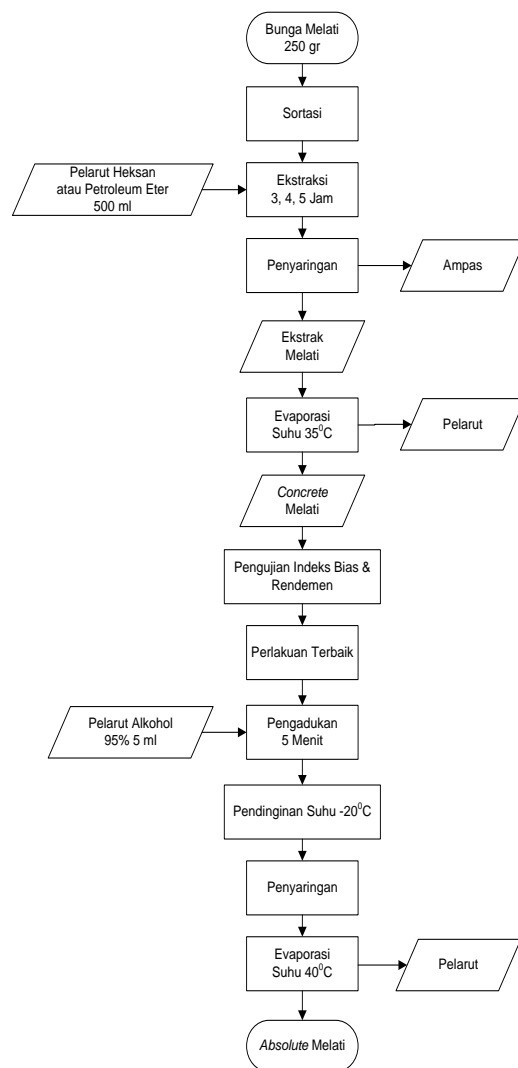 Bunga Melati
250 gr
Sortasi
Pelarut Heksan
atau Petroleum Eter
500 ml
Ekstraksi
3, 4, 5 Jam
Penyaringan
Ampas
Ekstrak
Melati
Evaporasi
Suhu 35⁰C
Pelarut
Concrete
Melati
Pengujian Indeks Bias &
Rendemen
Perlakuan Terbaik
Pelarut Alkohol
95% 5 ml
Pengadukan
5 Menit
Pendinginan Suhu -20⁰C
Penyaringan
Evaporasi
Suhu 40⁰C
Pelarut
Absolute Melati